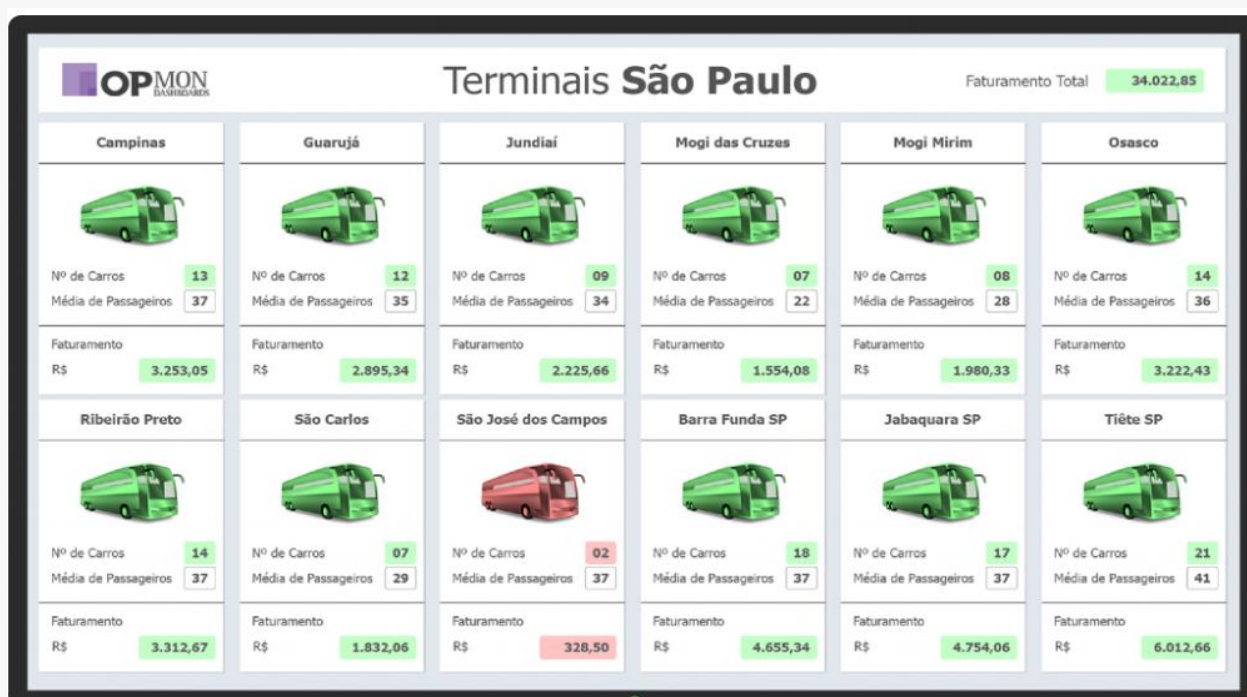 OPMON DASHBOARDS
Terminais São Paulo
Faturamento Total 34.022,85
Campinas
Nº de Carros 13
Média de Passageiros 37
Faturamento
R$ 3.253,05
Guarujá
Nº de Carros 12
Média de Passageiros 35
Faturamento
R$ 2.895,34
Jundiaí
Nº de Carros 09
Média de Passageiros 34
Faturamento
R$ 2.225,66
Mogi das Cruzes
Nº de Carros 07
Média de Passageiros 22
Faturamento
R$ 1.554,08
Mogi Mirim
Nº de Carros 08
Média de Passageiros 28
Faturamento
R$ 1.980,33
Osasco
Nº de Carros 14
Média de Passageiros 36
Faturamento
R$ 3.222,43
Ribeirão Preto
Nº de Carros 14
Média de Passageiros 37
Faturamento
R$ 3.312,67
São Carlos
Nº de Carros 07
Média de Passageiros 29
Faturamento
R$ 1.832,06
São José dos Campos
Nº de Carros 02
Média de Passageiros 37
Faturamento
R$ 328,50
Barra Funda SP
Nº de Carros 18
Média de Passageiros 37
Faturamento
R$ 4.655,34
Jabaquara SP
Nº de Carros 17
Média de Passageiros 37
Faturamento
R$ 4.754,06
Tiête SP
Nº de Carros 21
Média de Passageiros 41
Faturamento
R$ 6.012,66